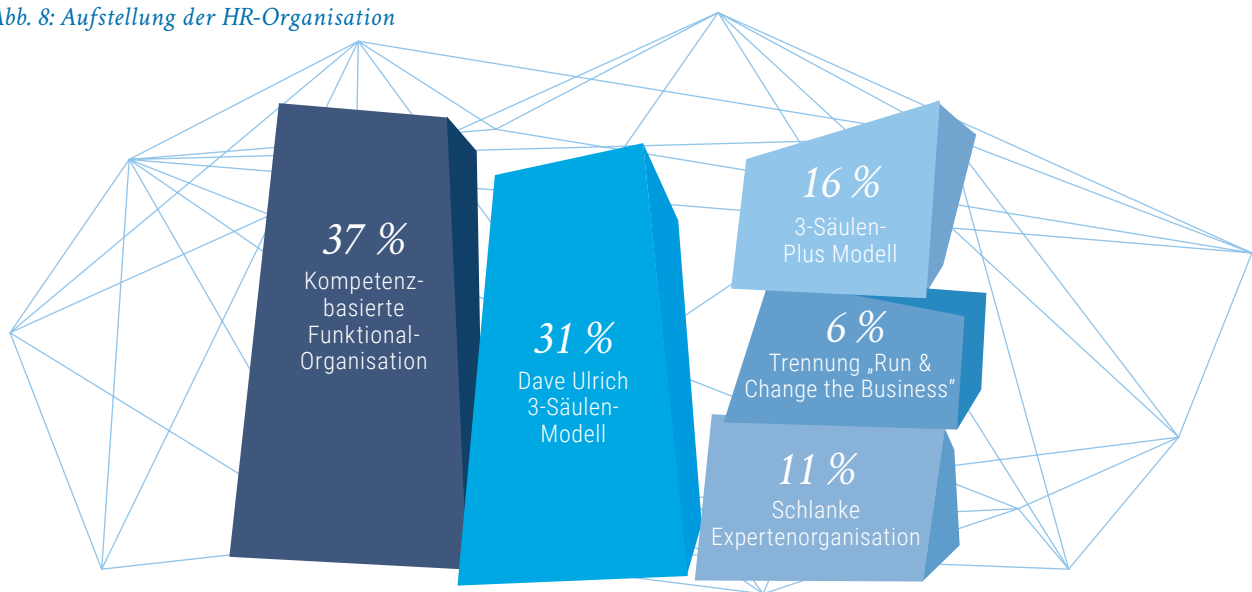 Abb. 8: Aufstellung der HR-Organisation
37 %
Kompetenz-
basierte
Funktional-
Organisation
31 %
Dave Ulrich
3-Säulen-
Modell
16 %
3-Säulen-
Plus Modell
6 %
Trennung „Run &
Change the Business“
11 %
Schlanke
Expertenorganisation